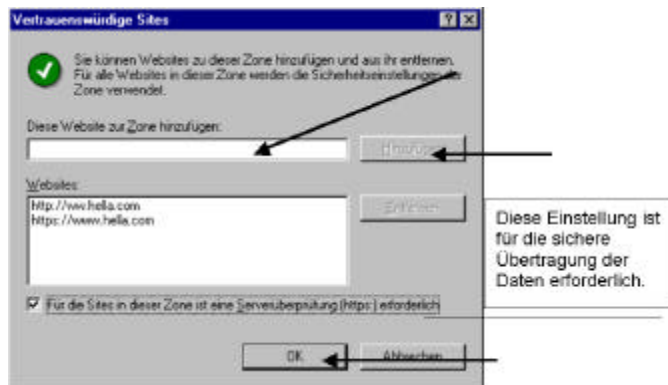 Vertrauenswürdige Sites
Sie können Websites zu dieser Zone hinzufügen und aus ihr entfernen.
Für alle Websites in dieser Zone werden die Sicherheitseinstellungen der
Zone verwendet.
Diese Website zur Zone hinzufügen:
Hinzufügen
Websites:
http://ww.hella.com
https://www.hella.com
Entfernen
Diese Einstellung ist
für die sichere
Übertragung der
Daten erforderlich.
Für die Sites in dieser Zone ist eine Serverüberprüfung (https:) erforderlich
OK
Abbrechen